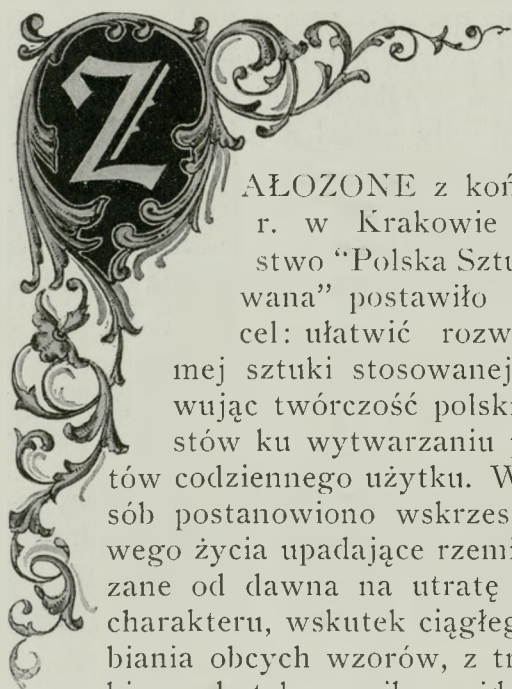 ZAŁOZONE z koń
r. w Krakowie
stwo “Polska Sztu
wana” postawiło
cel: ułatwić rozw
mej sztuki stosowanej
wując twórczość polski
stów ku wytwarzaniu
tów codziennego użytku. W
sób postanowiono wskrzes
wego życia upadające rzemi
zane od dawna na utratę
charakteru, wskutek ciągłeg
biania obcych wzorów, z tr